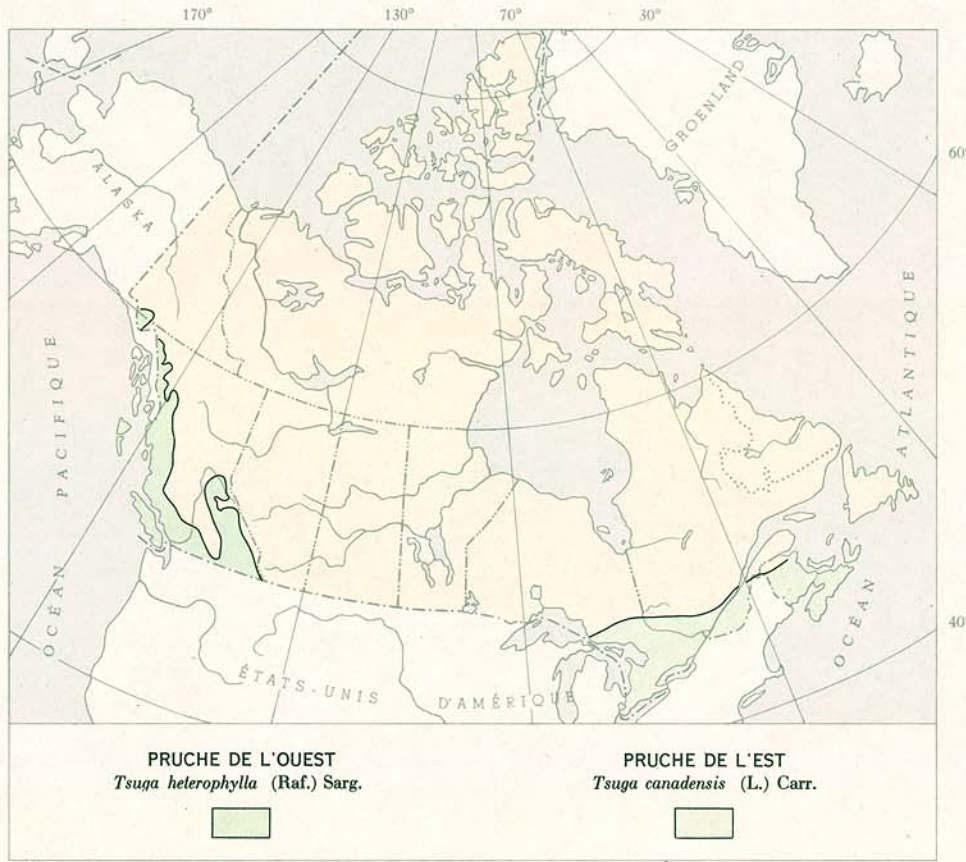 170° 130° 70° 30°
60°
40°
ALASKA
GROENLAND
OCÉAN PACIFIQUE
OCÉAN ATLANTIQUE
ÉTATS-UNIS D'AMÉRIQUE
PRUCHE DE L'OUEST
Tsuga heterophylla (Raf.) Sarg.
PRUCHE DE L'EST
Tsuga canadensis (L.) Carr.